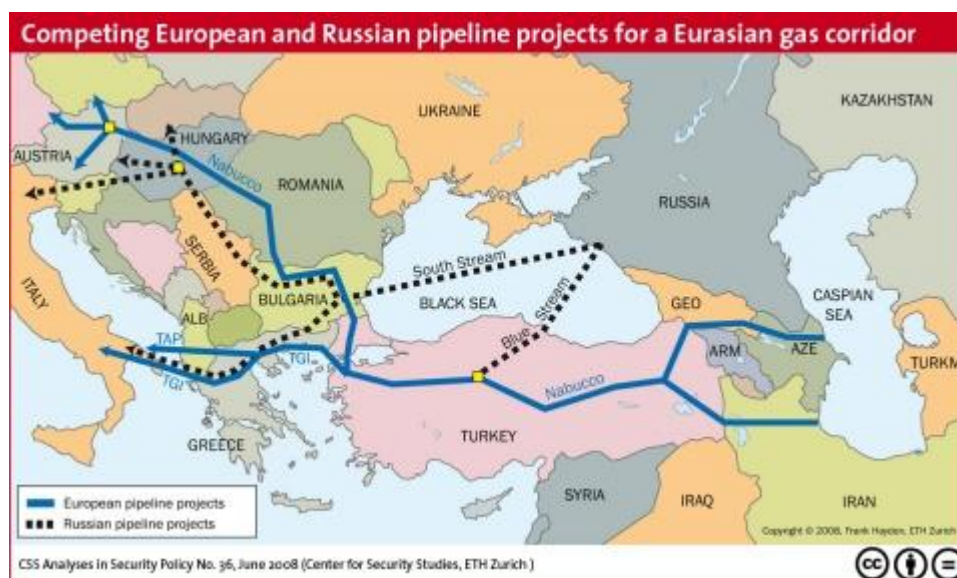 Competing European and Russian pipeline projects for a Eurasian gas corridor
KAZAKHSTAN
UKRAINE
HUNGARY
AUSTRIA
Nabucco
ROMANIA
RUSSIA
SERBIA
South Stream
ITALY
BULGARIA
BLACK SEA
Blue Stream
GEO
CASPIAN
SEA
ALB
TAP
TGI
ARM
AZE
TURKM
TGI
Nabucco
GREECE
TURKEY
SYRIA
IRAQ
IRAN
European pipeline projects
Russian pipeline projects
Copyright © 2008, Frank Haydon, ETH Zurich
CSS Analyses in Security Policy No. 36, June 2008 (Center for Security Studies, ETH Zurich )
cc